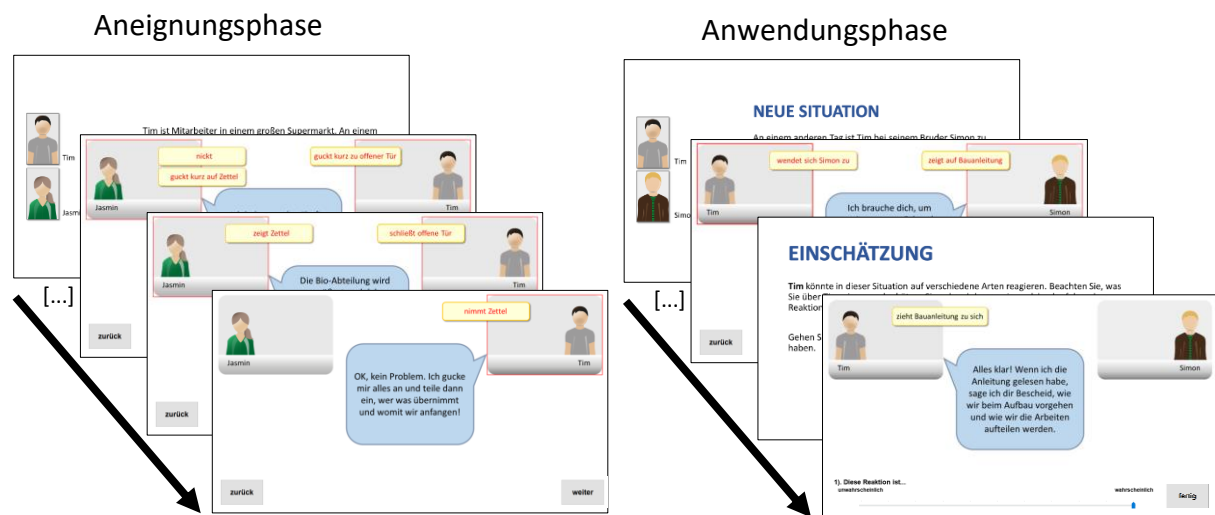 Aneignungsphase
Tim ist Mitarbeiter in einem großen Supermarkt. An einem
Tim
nickt
guckt kurz auf Zettel
guckt kurz zu offener Tür
Jasmin
Tim
zeigt Zettel
schließt offene Tür
Jasmin
Die Bio-Abteilung wird
Tim
nimmt Zettel
Jasmin
Tim
OK, kein Problem. Ich gucke
mir alles an und teile dann
ein, wer was übernimmt
und womit wir anfangen!
[...]
zurück
zurück
zurück
weiter
Anwendungsphase
NEUE SITUATION
An einem anderen Tag ist Tim bei seinem Bruder Simon zu
Tim
wendet sich Simon zu
zeigt auf Bauanleitung
Tim
Ich brauche dich, um
Simon
EINSCHÄTZUNG
Tim könnte in dieser Situation auf verschiedene Arten reagieren. Beachten Sie, was
Sie über
Reaktion
Gehen S
haben.
zieht Bauanleitung zu sich
Tim
Simon
Alles klar! Wenn ich die
Anleitung gelesen habe,
sage ich dir Bescheid, wie
wir beim Aufbau vorgehen
und wie wir die Arbeiten
aufteilen werden.
[...]
zurück
1). Diese Reaktion ist...
unwahrscheinlich
wahrscheinlich
fertig